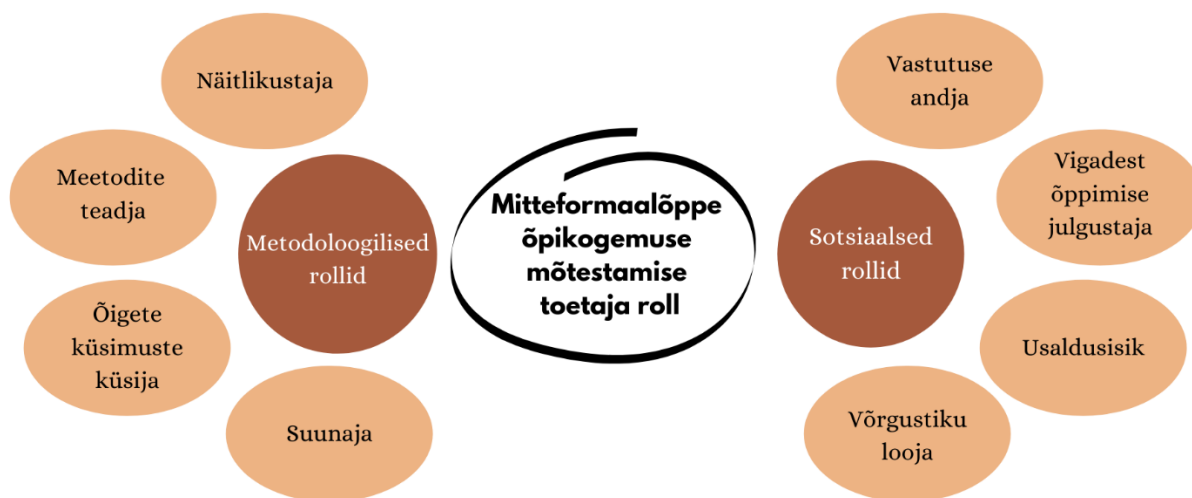 Näitlikustaja
Meetodite
teadja
Õigete
küsimuste
küsija
Suunaja
Metodoloogilised
rollid
Mitteformaalõppe
õpikogemuse
mõtestamise
toetaja roll
Sotsiaalsed
rollid
Vastutuse
andja
Vigadest
õppimise
julgustaja
Usaldusisik
Võrgustiku
looja